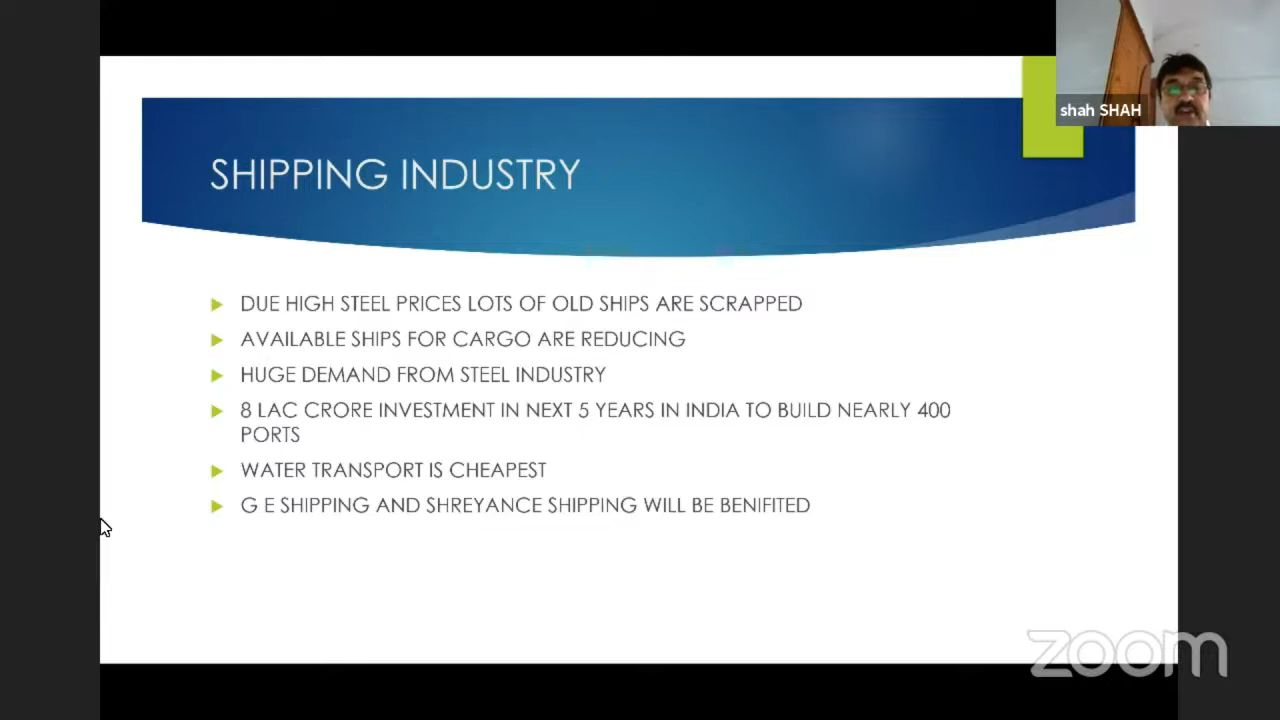 shah SHAH
SHIPPING INDUSTRY
DUE HIGH STEEL PRICES LOTS OF OLD SHIPS ARE SCRAPPED
AVAILABLE SHIPS FOR CARGO ARE REDUCING
HUGE DEMAND FROM STEEL INDUSTRY
8 LAC CRORE INVESTMENT IN NEXT 5 YEARS IN INDIA TO BUILD NEARLY 400
PORTS
WATER TRANSPORT IS CHEAPEST
G E SHIPPING AND SHREYANCE SHIPPING WILL BE BENIFITED
zoom